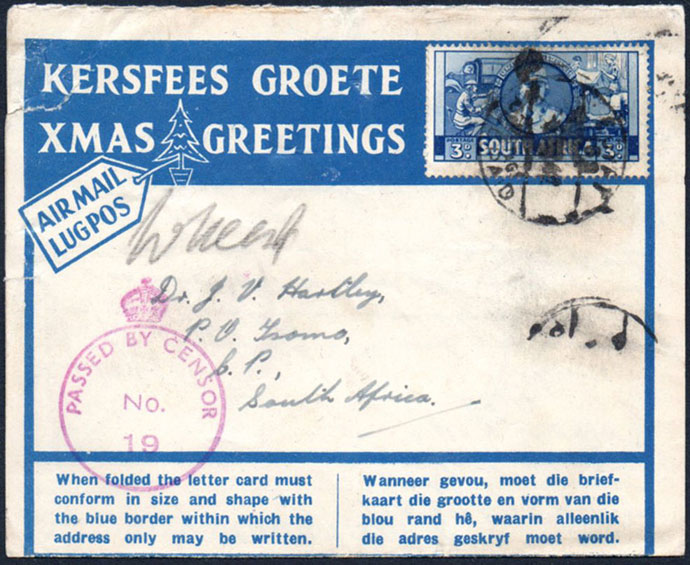 KERSFEES GROETE
XMAS GREETINGS
AIR MAIL
LUGPOS
POSTAGE
3D SOUTH AFRICA 3D
Dr. J. V. Hartley,
P. O. Tsomo,
C. P.,
South Africa.
PASSED BY CENSOR
No.
19
When folded the letter card must
conform in size and shape with
the blue border within which the
address only may be written.
Wanneer gevou, moet die brief-
kaart die grootte en vorm van die
blou rand hê, waarin alleenlik
die adres geskryf moet word.